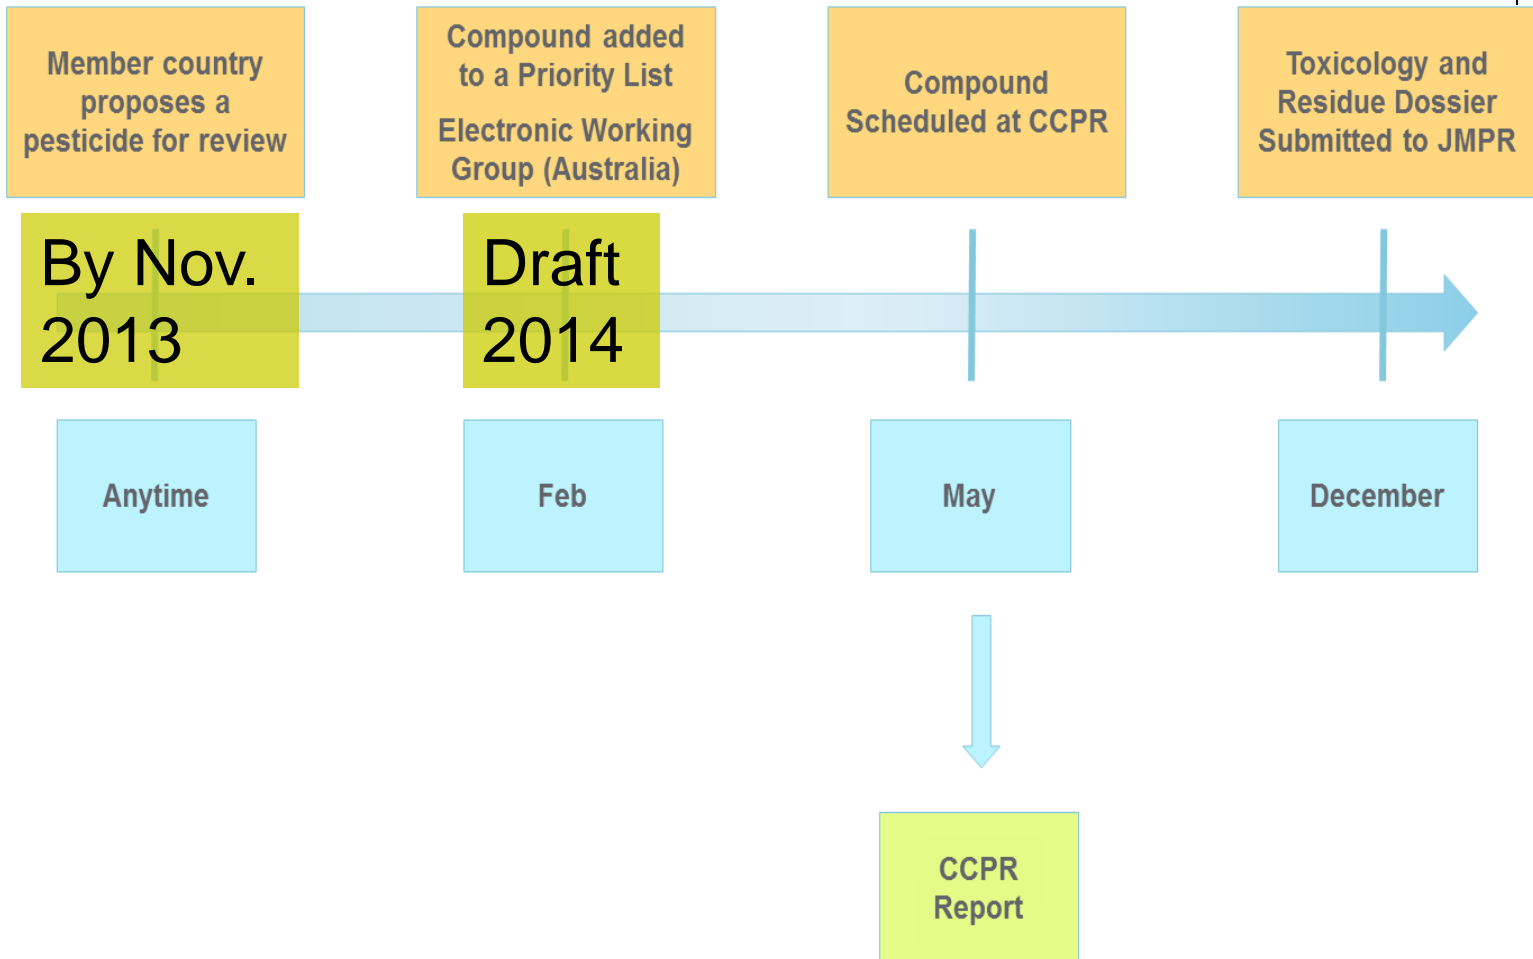 Member country
proposes a
pesticide for review
Compound added
to a Priority List
Electronic Working
Group (Australia)
Compound
Scheduled at CCPR
Toxicology and
Residue Dossier
Submitted to JMPR
By Nov.
2013
Draft
2014
Anytime
Feb
May
December
CCPR
Report